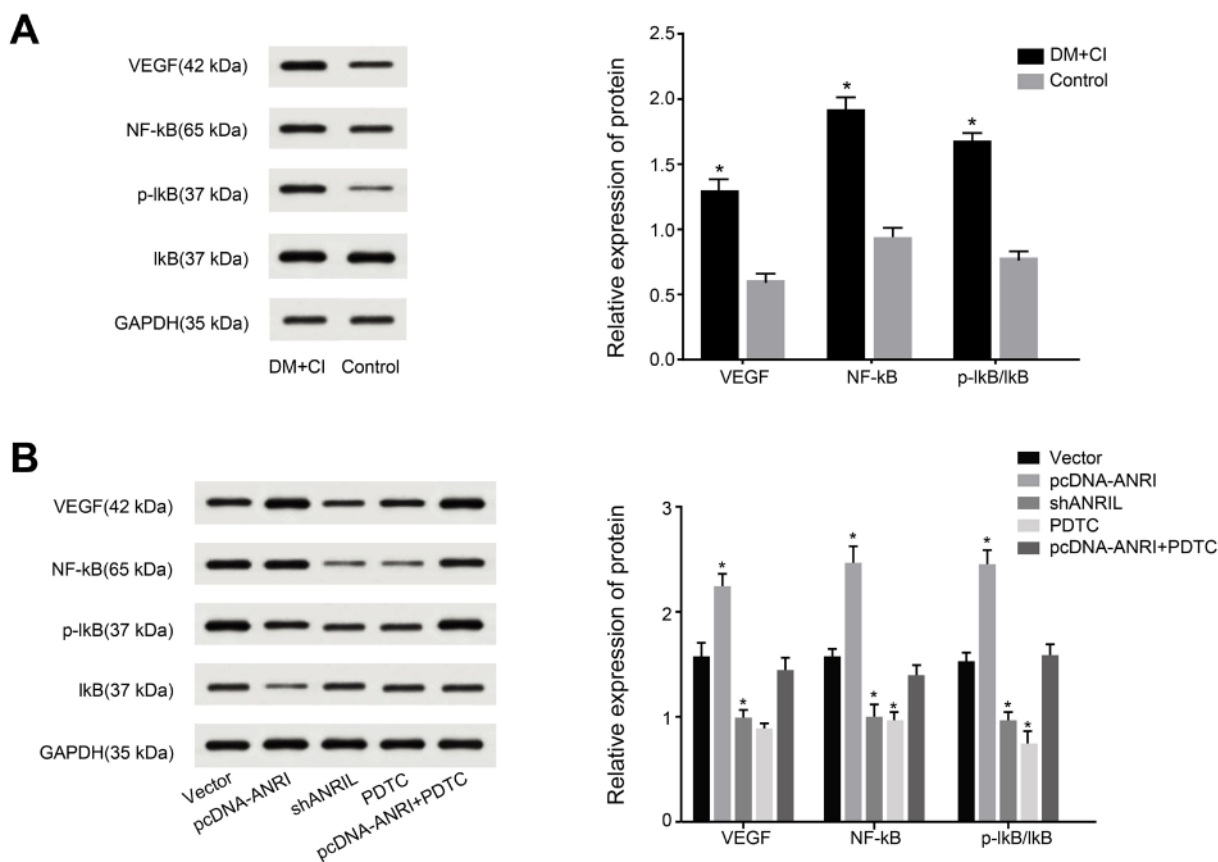 A
VEGF(42 kDa)
NF-kB(65 kDa)
p-IkB(37 kDa)
IkB(37 kDa)
GAPDH(35 kDa)
DM+CI Control
Relative expression of protein
2.5
2.0
1.5
1.0
0.5
0.0
* * *
VEGF NF-kB p-IkB/IkB
DM+CI
Control
B
VEGF(42 kDa)
NF-kB(65 kDa)
p-IkB(37 kDa)
IkB(37 kDa)
GAPDH(35 kDa)
Vector
pcDNA-ANRI
shANRIL
PDTC
pcDNA-ANRI+PDTC
Vector
pcDNA-ANRI
shANRIL
PDTC
pcDNA-ANRI+PDTC
Relative expression of protein
3
2
1
0
* * * * * * * *
VEGF NF-kB p-IkB/IkB